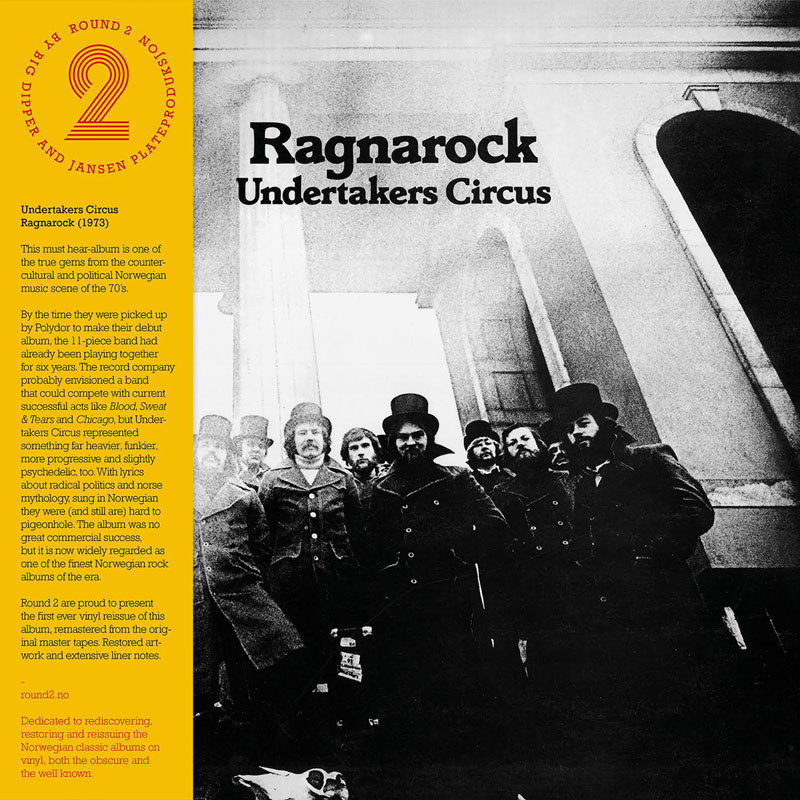 ROUND 2
BY BIG DIPPER AND JANSEN PLATEPRODUKSJON
2
Undertakers Circus
Ragnarock (1973)
This must hear-album is one of
the true gems from the counter-
cultural and political Norwegian
music scene of the 70's.
By the time they were picked up
by Polydor to make their debut
album, the 11-piece band had
already been playing together
for six years. The record company
probably envisioned a band
that could compete with current
successful acts like Blood, Sweat
& Tears and Chicago, but Under-
takers Circus represented
something far heavier, funkier,
more progressive and slightly
psychedelic, too. With lyrics
about radical politics and norse
mythology, sung in Norwegian
they were (and still are) hard to
pigeonhole. The album was no
great commercial success,
but it is now widely regarded as
one of the finest Norwegian rock
albums of the era.
Round 2 are proud to present
the first ever vinyl reissue of this
album, remastered from the orig-
inal master tapes. Restored art-
work and extensive liner notes.
–
round2.no
Dedicated to rediscovering,
restoring and reissuing the
Norwegian classic albums on
vinyl, both the obscure and
the well known.
Ragnarock
Undertakers Circus